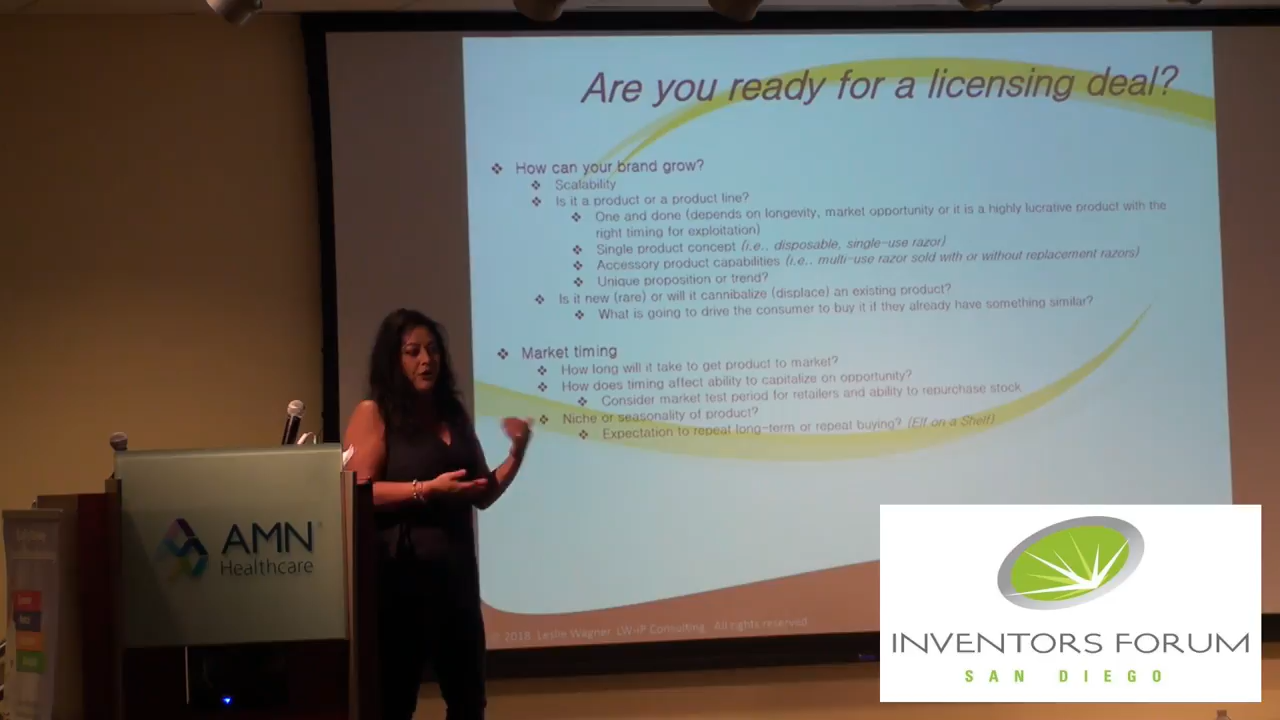 Are you ready for a licensing deal?
❖ How can your brand grow?
❖ Scalability
❖ Is it a product or a product line?
❖ One and done (depends on longevity, market opportunity or it is a highly lucrative product with the
right timing for exploitation)
❖ Single product concept (i.e., disposable, single-use razor)
❖ Accessory product capabilities (i.e., multi-use razor sold with or without replacement razors)
❖ Unique proposition or trend?
❖ Is it new (rare) or will it cannibalize (displace) an existing product?
❖ What is going to drive the consumer to buy it if they already have something similar?
❖ Market timing
❖ How long will it take to get product to market?
❖ How does timing affect ability to capitalize on opportunity?
❖ Consider market test period for retailers and ability to repurchase stock
❖ Niche or seasonality of product?
❖ Expectation to repeat long-term or repeat buying? (Elf on a Shelf)
© 2018 Leslie Wagner LWHP Consulting. All rights reserved
AMN
Healthcare
INVENTORS FORUM
SAN DIEGO